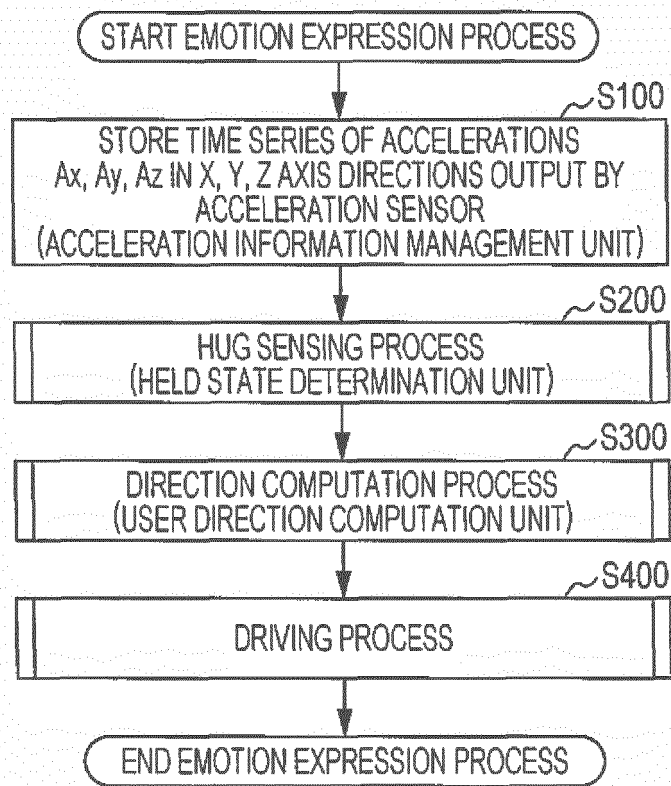 START EMOTION EXPRESSION PROCESS
S100
STORE TIME SERIES OF ACCELERATIONS
Ax, Ay, Az IN X, Y, Z AXIS DIRECTIONS OUTPUT BY
ACCELERATION SENSOR
(ACCELERATION INFORMATION MANAGEMENT UNIT)
S200
HUG SENSING PROCESS
(HELD STATE DETERMINATION UNIT)
S300
DIRECTION COMPUTATION PROCESS
(USER DIRECTION COMPUTATION UNIT)
S400
DRIVING PROCESS
END EMOTION EXPRESSION PROCESS